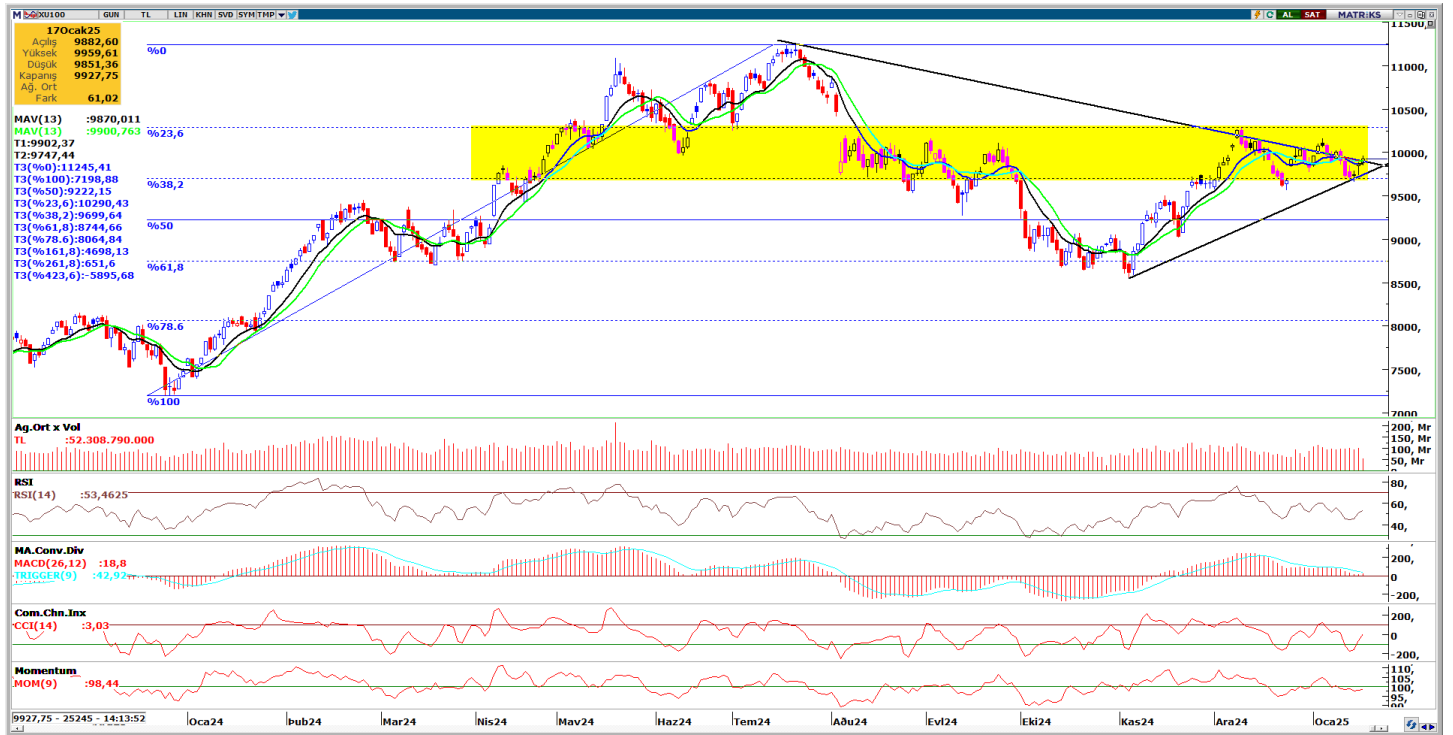 M XU100 GUN TL LIN KHN SVD SYM TMP AL SAT MATRiKS
17Ocak25
Açılış 9882,60
Yüksek 9959,61
Düşük 9851,36
Kapanış 9927,75
Ağ. Ort
Fark 61,02
MAV(13) :9870,011
MAV(13) :9900,763
T1:9902,37
T2:9747,44
T3(%0):11245,41
T3(%100):7198,88
T3(%50):9222,15
T3(%23,6):10290,43
T3(%38,2):9699,64
T3(%61,8):8744,66
T3(%78.6):8064,84
T3(%161,8):4698,13
T3(%261,8):651,6
T3(%423,6):-5895,68
%0
%23,6
%38,2
%50
%61,8
%78.6
%100
11500,
11000,
10500,
10000,
9500,
9000,
8500,
8000,
7500,
7000
Ag.Ort x Vol
TL :52.308.790.000
200, Mr
150, Mr
100, Mr
50, Mr
RSI
RSI(14) :53,4625
80,
60,
40,
MA.Conv.Div
MACD(26,12) :18,8
TRIGGER(9) :42,92
200,
0
-200,
Com.Chn.Inx
CCI(14) :3,03
200,
0
-200,
Momentum
MOM(9) :98,44
110,
105,
100,
95,
9927,75 - 25245 - 14:13:52
Oca24 Þub24 Mar24 Nis24 May24 Haz24 Tem24 Aðu24 Evl24 Eki24 Kas24 Ara24 Oca25